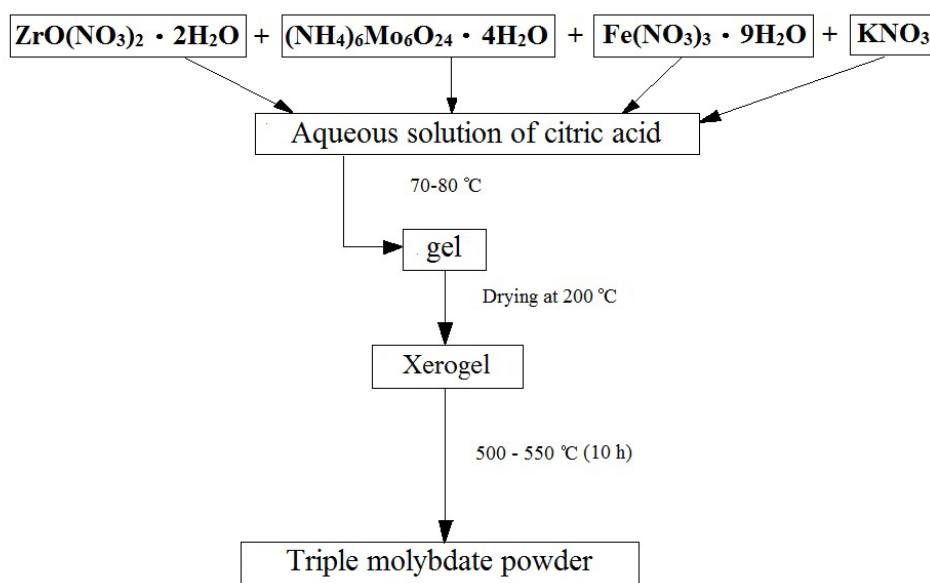 ZrO(NO₃)₂ · 2H₂O + (NH₄)₆Mo₆O₂₄ · 4H₂O + Fe(NO₃)₃ · 9H₂O + KNO₃
Aqueous solution of citric acid
70-80 ℃
gel
Drying at 200 ℃
Xerogel
500 - 550 ℃ (10 h)
Triple molybdate powder